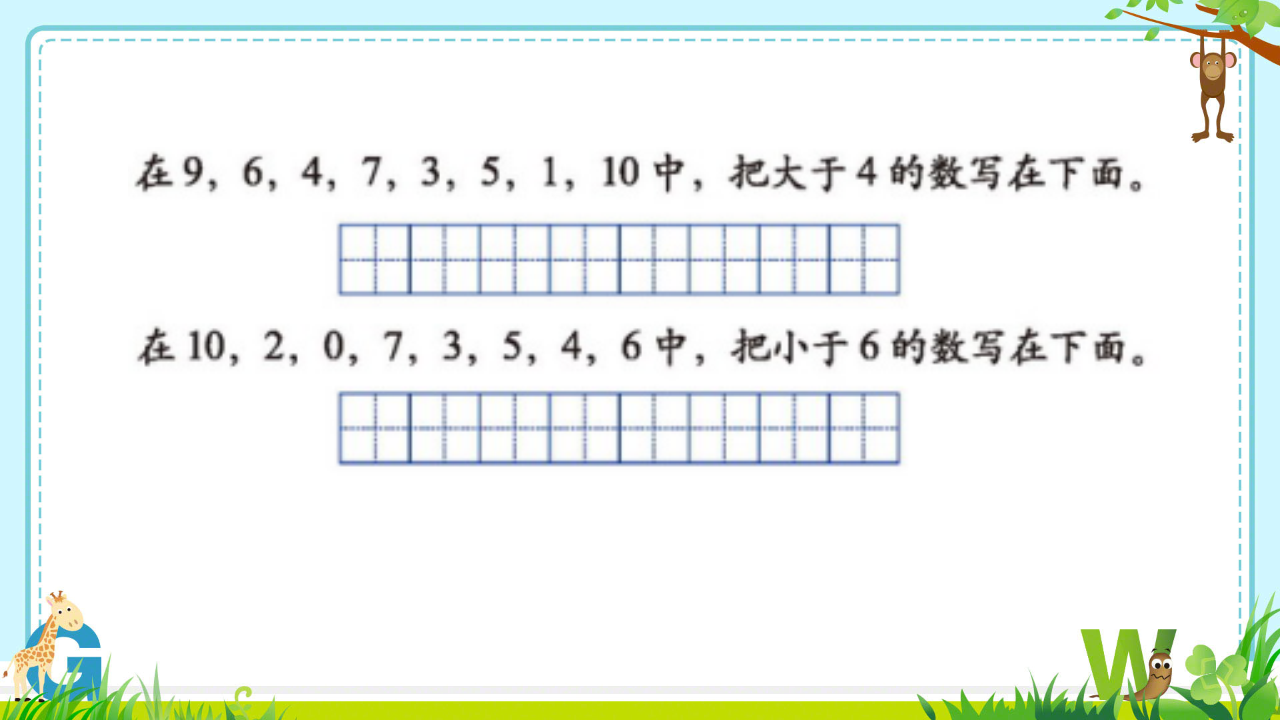 在9，6，4，7，3，5，1，10中，把大于4的数写在下面。
在10，2，0，7，3，5，4，6中，把小于6的数写在下面。
G
W